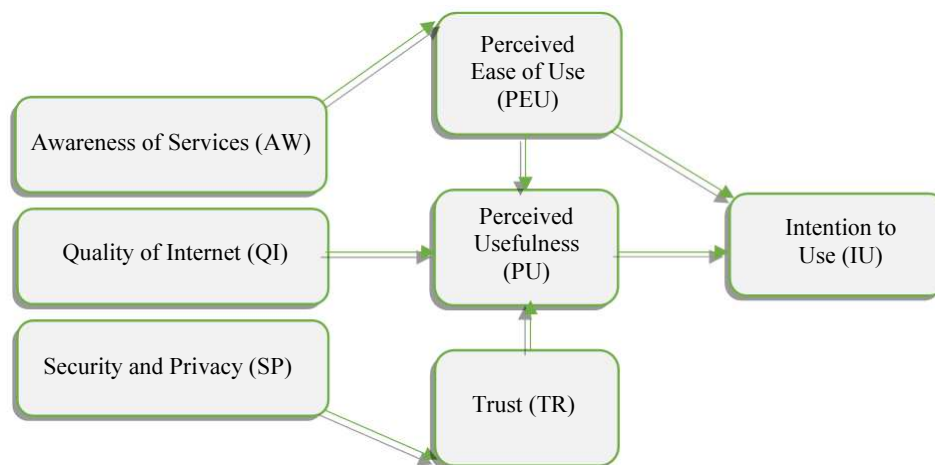 Awareness of Services (AW)
Quality of Internet (QI)
Security and Privacy (SP)
Perceived
Ease of Use
(PEU)
Perceived
Usefulness
(PU)
Trust (TR)
Intention to
Use (IU)